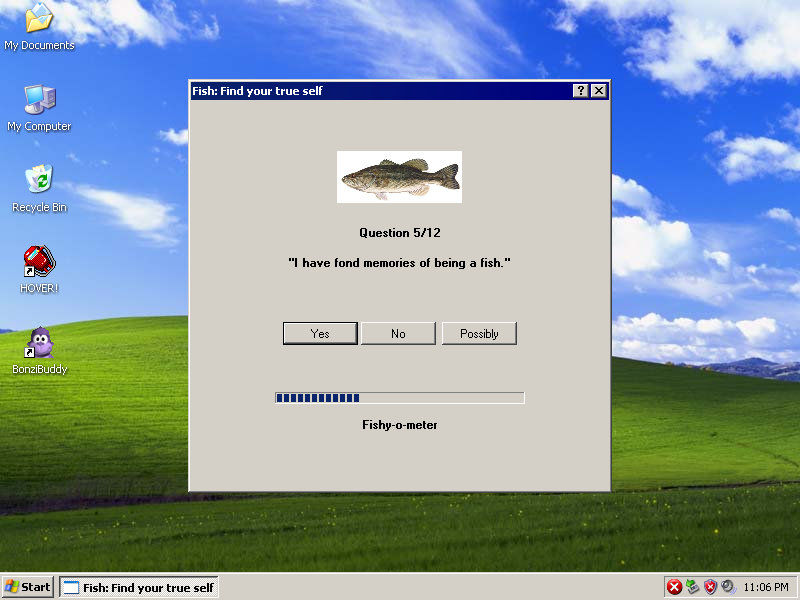 My Documents
My Computer
Recycle Bin
HOVER!
BonziBuddy
Fish: Find your true self
Question 5/12
"I have fond memories of being a fish."
Yes
No
Possibly
Fishy-o-meter
Start
Fish: Find your true self
11:06 PM